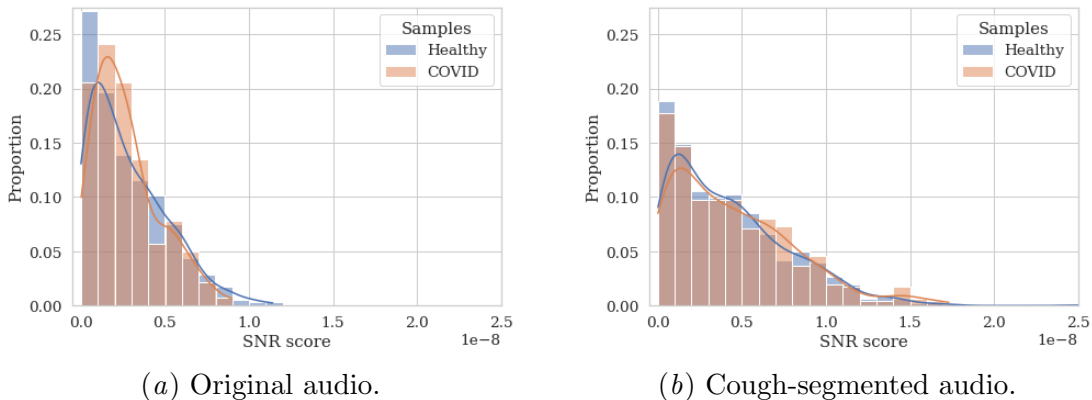 Samples
Healthy
COVID
0.25
0.20
0.15
0.10
0.05
0.00
Proportion
0.0 0.5 1.0 1.5 2.0 2.5
SNR score
1e−8
(a) Original audio.
Samples
Healthy
COVID
0.25
0.20
0.15
0.10
0.05
0.00
Proportion
0.0 0.5 1.0 1.5 2.0 2.5
SNR score
1e−8
(b) Cough-segmented audio.